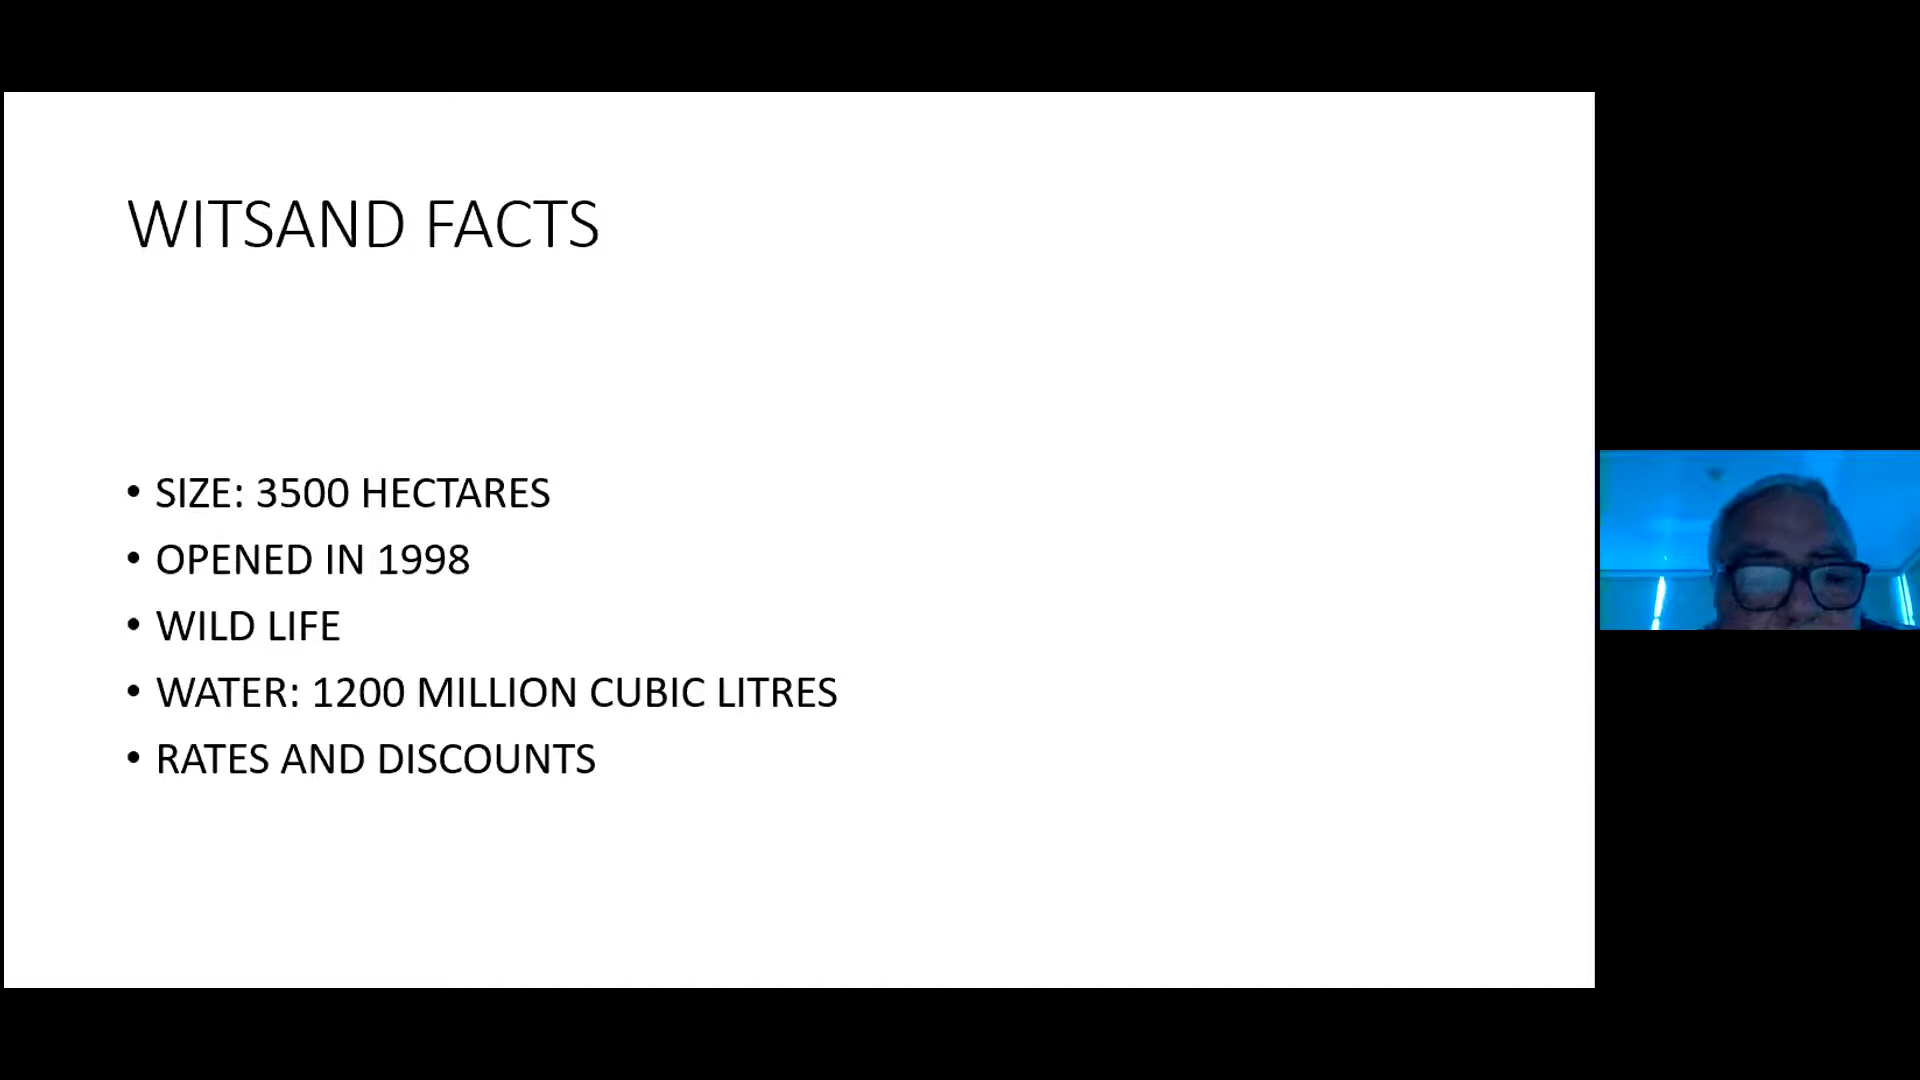 WITSAND FACTS
• SIZE: 3500 HECTARES
• OPENED IN 1998
• WILD LIFE
• WATER: 1200 MILLION CUBIC LITRES
• RATES AND DISCOUNTS